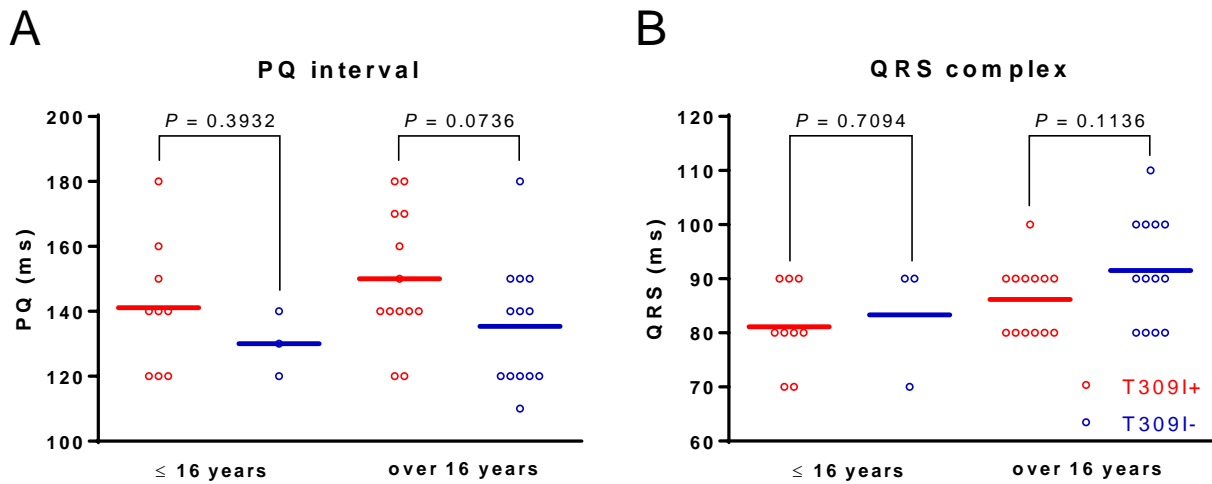 A
PQ interval
PQ (ms)
200
180
160
140
120
100
P = 0.3932
P = 0.0736
≤ 16 years
over 16 years
B
QRS complex
QRS (ms)
120
110
100
90
80
70
60
P = 0.7094
P = 0.1136
T309I+
T309I-
≤ 16 years
over 16 years